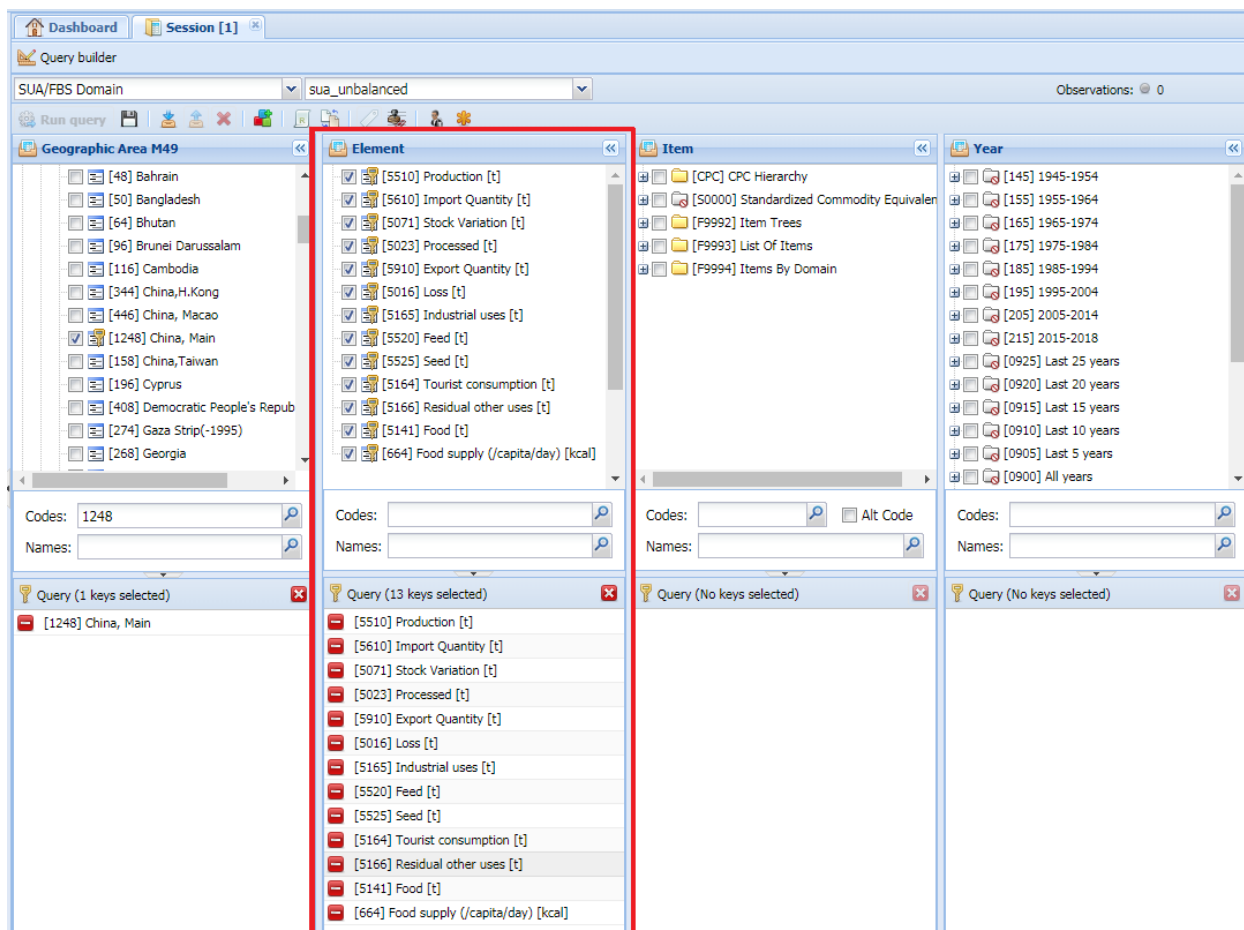 Dashboard
Session [1]
Query builder
SUA/FBS Domain
sua_unbalanced
Observations: 0
Run query
Geographic Area M49
[48] Bahrain
[50] Bangladesh
[64] Bhutan
[96] Brunei Darussalam
[116] Cambodia
[344] China,H.Kong
[446] China, Macao
[1248] China, Main
[158] China,Taiwan
[196] Cyprus
[408] Democratic People's Repub
[274] Gaza Strip(-1995)
[268] Georgia
Codes: 1248
Names:
Query (1 keys selected)
[1248] China, Main
Element
[5510] Production [t]
[5610] Import Quantity [t]
[5071] Stock Variation [t]
[5023] Processed [t]
[5910] Export Quantity [t]
[5016] Loss [t]
[5165] Industrial uses [t]
[5520] Feed [t]
[5525] Seed [t]
[5164] Tourist consumption [t]
[5166] Residual other uses [t]
[5141] Food [t]
[664] Food supply (/capita/day) [kcal]
Codes:
Names:
Query (13 keys selected)
[5510] Production [t]
[5610] Import Quantity [t]
[5071] Stock Variation [t]
[5023] Processed [t]
[5910] Export Quantity [t]
[5016] Loss [t]
[5165] Industrial uses [t]
[5520] Feed [t]
[5525] Seed [t]
[5164] Tourist consumption [t]
[5166] Residual other uses [t]
[5141] Food [t]
[664] Food supply (/capita/day) [kcal]
Item
[CPC] CPC Hierarchy
[S0000] Standardized Commodity Equivalen
[F9992] Item Trees
[F9993] List Of Items
[F9994] Items By Domain
Codes:
Alt Code
Names:
Query (No keys selected)
Year
[145] 1945-1954
[155] 1955-1964
[165] 1965-1974
[175] 1975-1984
[185] 1985-1994
[195] 1995-2004
[205] 2005-2014
[215] 2015-2018
[0925] Last 25 years
[0920] Last 20 years
[0915] Last 15 years
[0910] Last 10 years
[0905] Last 5 years
[0900] All years
Codes:
Names:
Query (No keys selected)